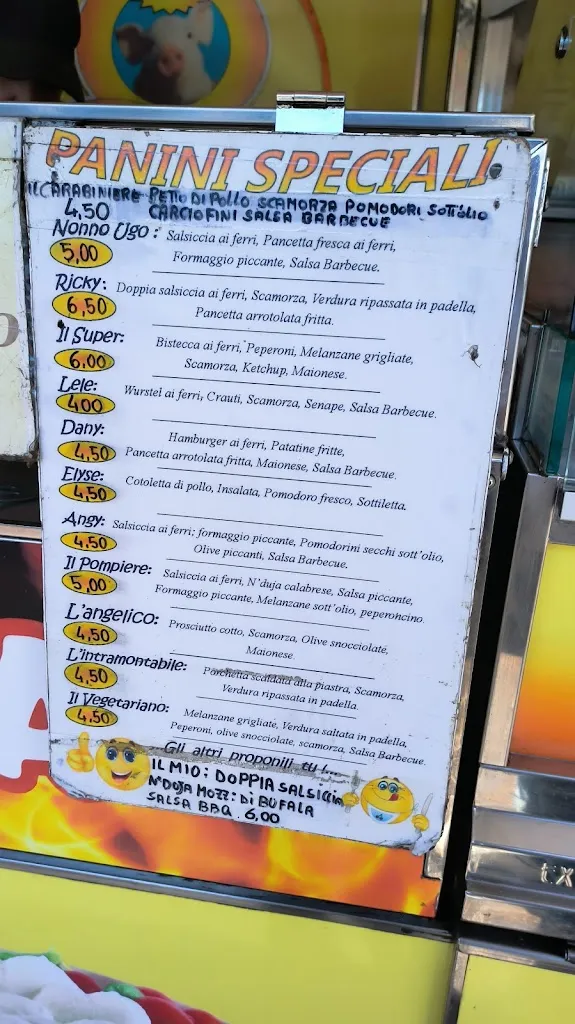 PANINI SPECIALI
IL CARABINIERE PETTO DI POLLO SCAMORZA POMODORI SOTT'OLIO
4,50 CARCIOFINI SALSA BARBECUE
Nonno Ugo: Salsiccia ai ferri, Pancetta fresca ai ferri,
5,00 Formaggio piccante, Salsa Barbecue.
Ricky: Doppia salsiccia ai ferri, Scamorza, Verdura ripassata in padella,
6,50 Pancetta arrotolata fritta.
Il Super: Bistecca ai ferri, Peperoni, Melanzane grigliate,
6,00 Scamorza, Ketchup, Maionese.
Lele: Wurstel ai ferri, Crauti, Scamorza, Senape, Salsa Barbecue.
4,00
Dany: Hamburger ai ferri, Patatine fritte,
4,50 Pancetta arrotolata fritta, Maionese, Salsa Barbecue.
Elyse: Cotoletta di pollo, Insalata, Pomodoro fresco, Sottiletta.
4,50
Angy: Salsiccia ai ferri; formaggio piccante, Pomodorini secchi sott'olio,
4,50 Olive piccanti, Salsa Barbecue.
Il Pompiere: Salsiccia ai ferri, N'duja calabrese, Salsa piccante,
5,00 Formaggio piccante, Melanzane sott'olio, peperoncino.
L'angelico: Prosciutto cotto, Scamorza, Olive snocciolate,
4,50 Maionese.
L'intramontabile: Porchetta scaldata alla piastra, Scamorza,
4,50 Verdura ripassata in padella.
Il Vegetariano: Melanzane grigliate, Verdura saltata in padella,
4,50 Peperoni, olive snocciolate, scamorza, Salsa Barbecue.
Gli altri proponili tu!...
IL MIO: DOPPIA SALSICCIA
N'DUJA MOZZ: DI BUFALA
SALSA BBQ. 6,00